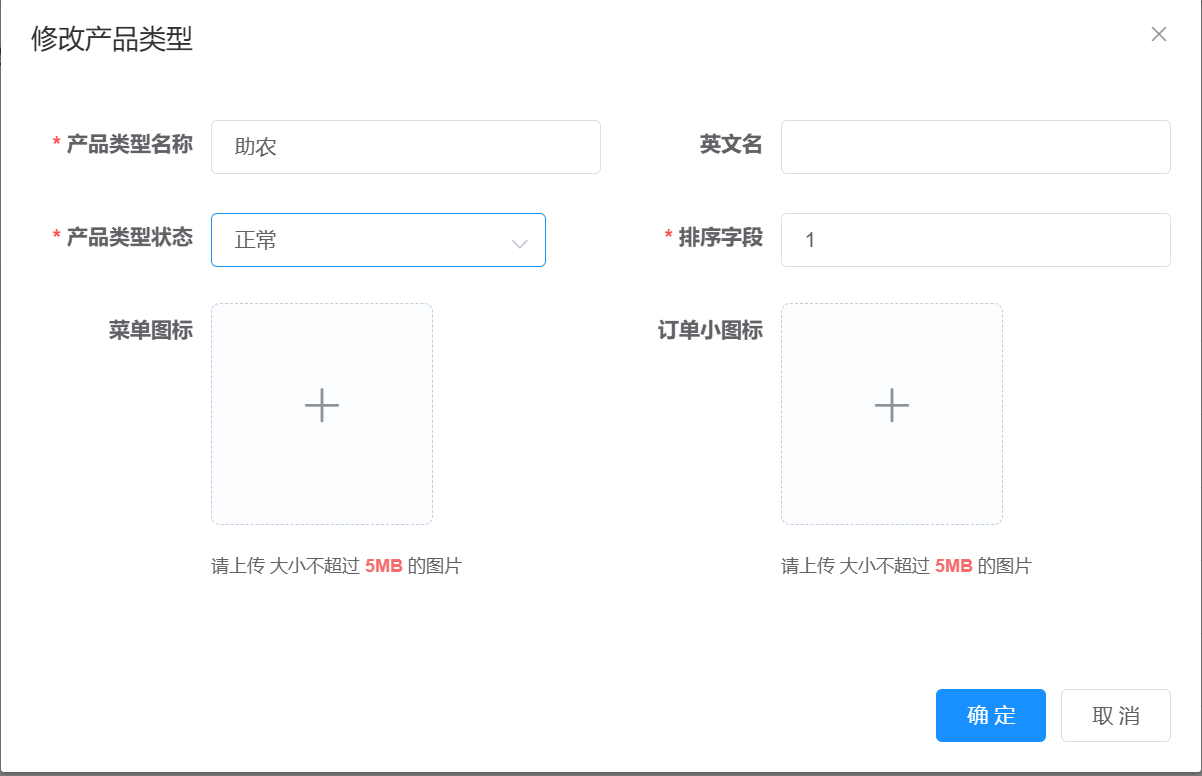 修改产品类型
* 产品类型名称 助农 英文名
* 产品类型状态 正常 * 排序字段 1
菜单图标 订单小图标
请上传 大小不超过 5MB 的图片 请上传 大小不超过 5MB 的图片
确 定 取 消